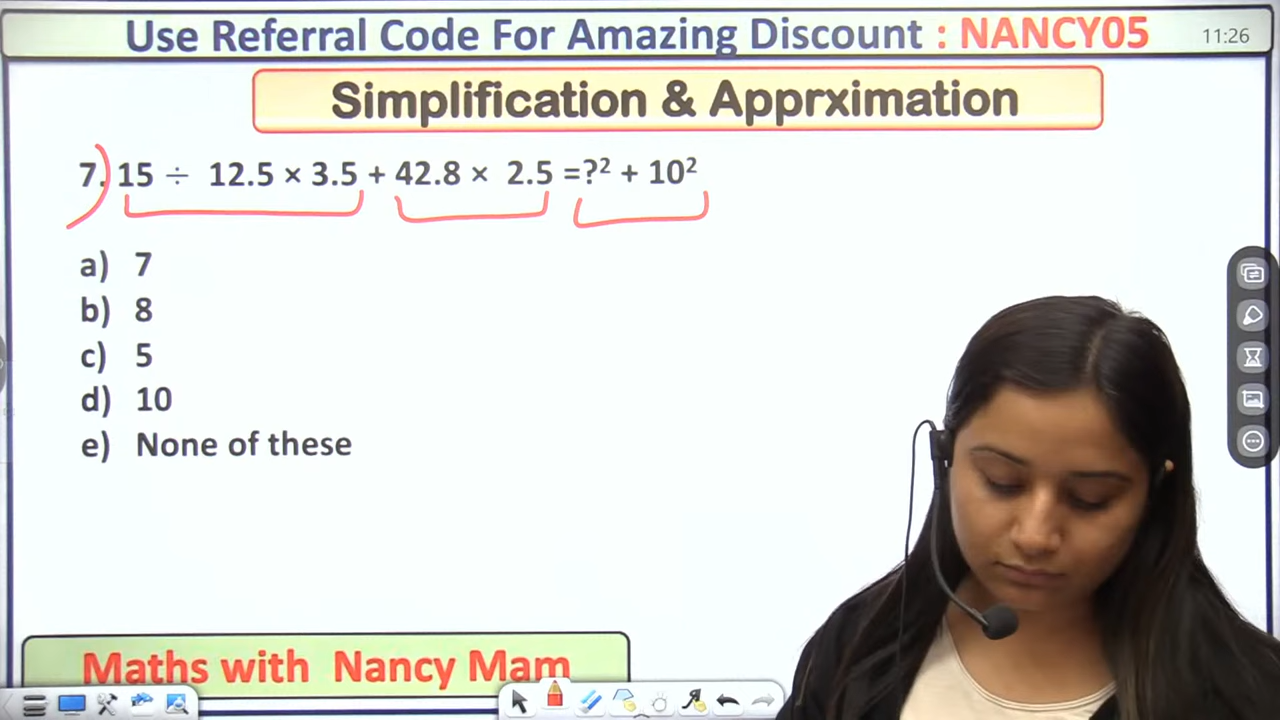 Use Referral Code For Amazing Discount : NANCY05
11:26
Simplification & Apprximation
7. 15 ÷ 12.5 × 3.5 + 42.8 × 2.5 =?² + 10²
a) 7
b) 8
c) 5
d) 10
e) None of these
Maths with Nancy Mam